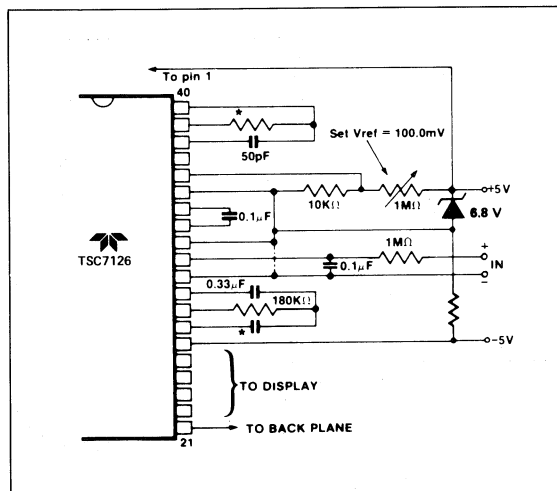 To pin 1
40
*
50pF
Set Vref = 100.0mV
+5V
10KΩ
1MΩ
6.8 V
0.1μF
1MΩ
+
IN
−
TSC7126
0.1μF
0.33μF
180KΩ
*
−5V
TO DISPLAY
21
TO BACK PLANE